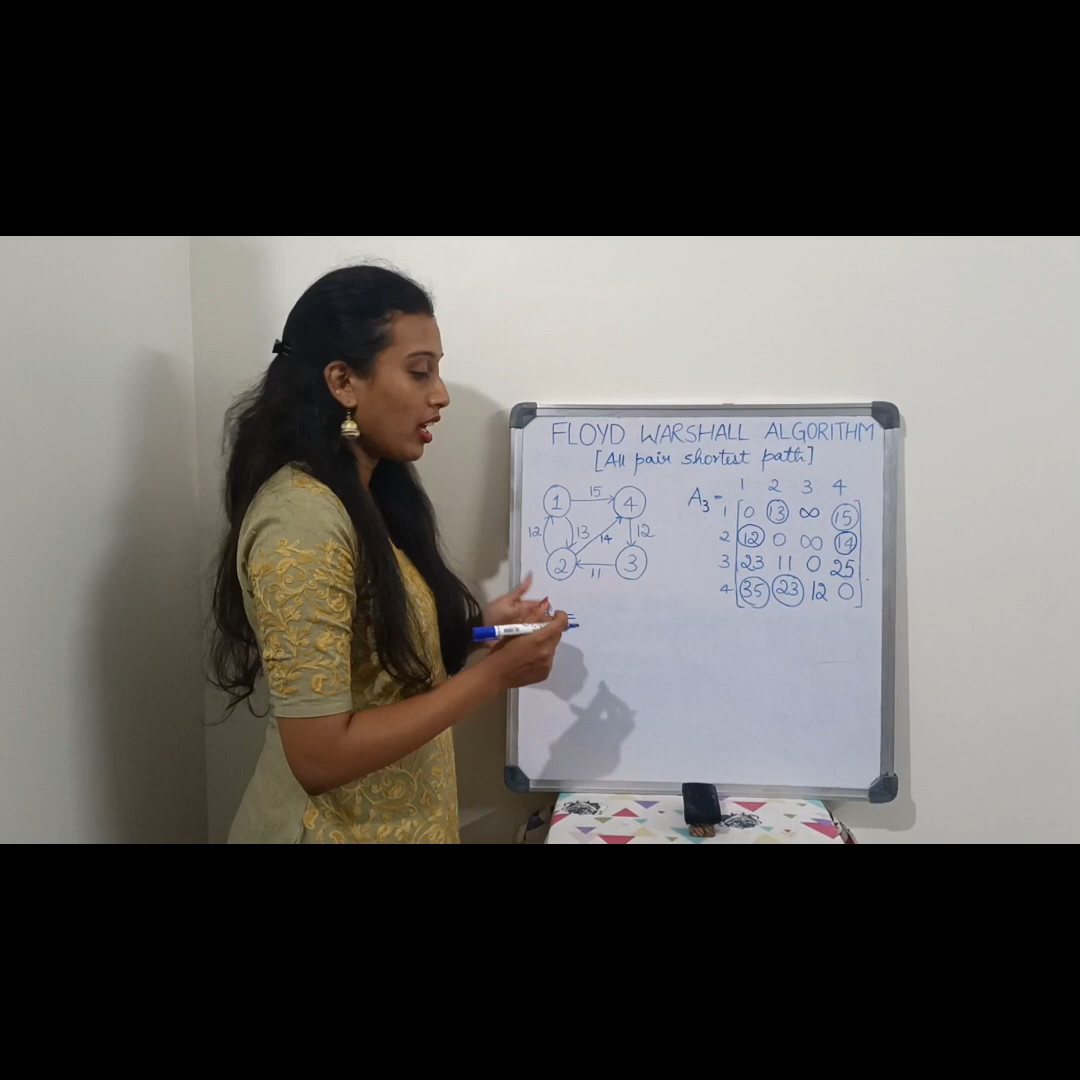 FLOYD WARSHALL ALGORITHM
[All pair shortest path]
1 15 4
12 13 14 12
2 11 3
A3 =
1 2 3 4
1 0 13 ∞ 15
2 12 0 ∞ 14
3 23 11 0 25
4 35 23 12 0